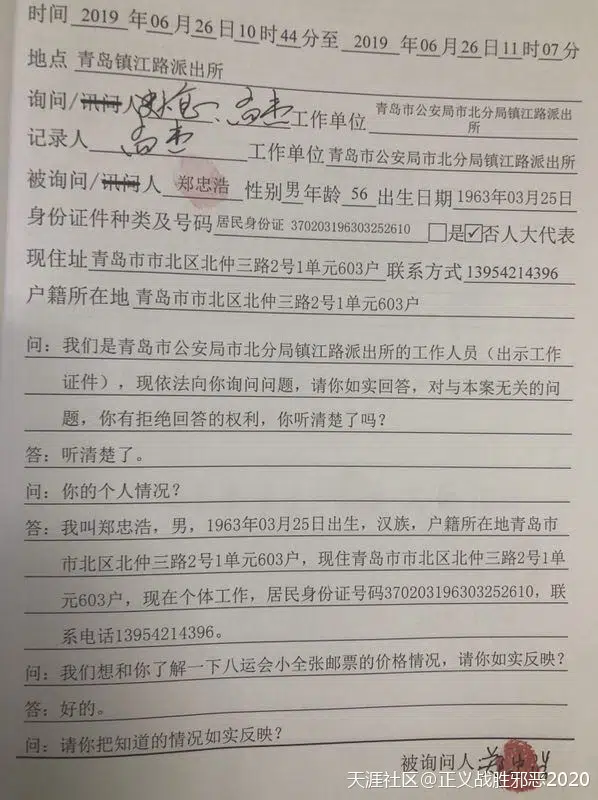 时间 2019 年 06 月 26 日 10 时 44 分至 2019 年 06 月 26 日 11 时 07 分
地点 青岛镇江路派出所
询问/讯问人 、高杰 工作单位 青岛市公安局市北分局镇江路派出
所
记录人 高杰 工作单位 青岛市公安局市北分局镇江路派出所
被询问/讯问人 郑忠浩 性别 男 年龄 56 出生日期 1963年03月25日
身份证件种类及号码 居民身份证 370203196303252610 □是☑否人大代表
现住址 青岛市市北区北仲三路2号1单元603户 联系方式 13954214396
户籍所在地 青岛市市北区北仲三路2号1单元603户
问：我们是青岛市公安局市北分局镇江路派出所的工作人员（出示工作
证件），现依法向你询问问题，请你如实回答，对与本案无关的问
题，你有拒绝回答的权利，你听清楚了吗？
答：听清楚了。
问：你的个人情况？
答：我叫郑忠浩，男，1963年03月25日出生，汉族，户籍所在地青岛市
市北区北仲三路2号1单元603户，现住青岛市市北区北仲三路2号1单
元603户，现在个体工作，居民身份证号码370203196303252610，联
系电话13954214396。
问：我们想和你了解一下八运会小全张邮票的价格情况，请你如实反映？
答：好的。
问：请你把知道的情况如实反映？
被询问人：郑忠浩
天涯社区@正义战胜邪恶2020